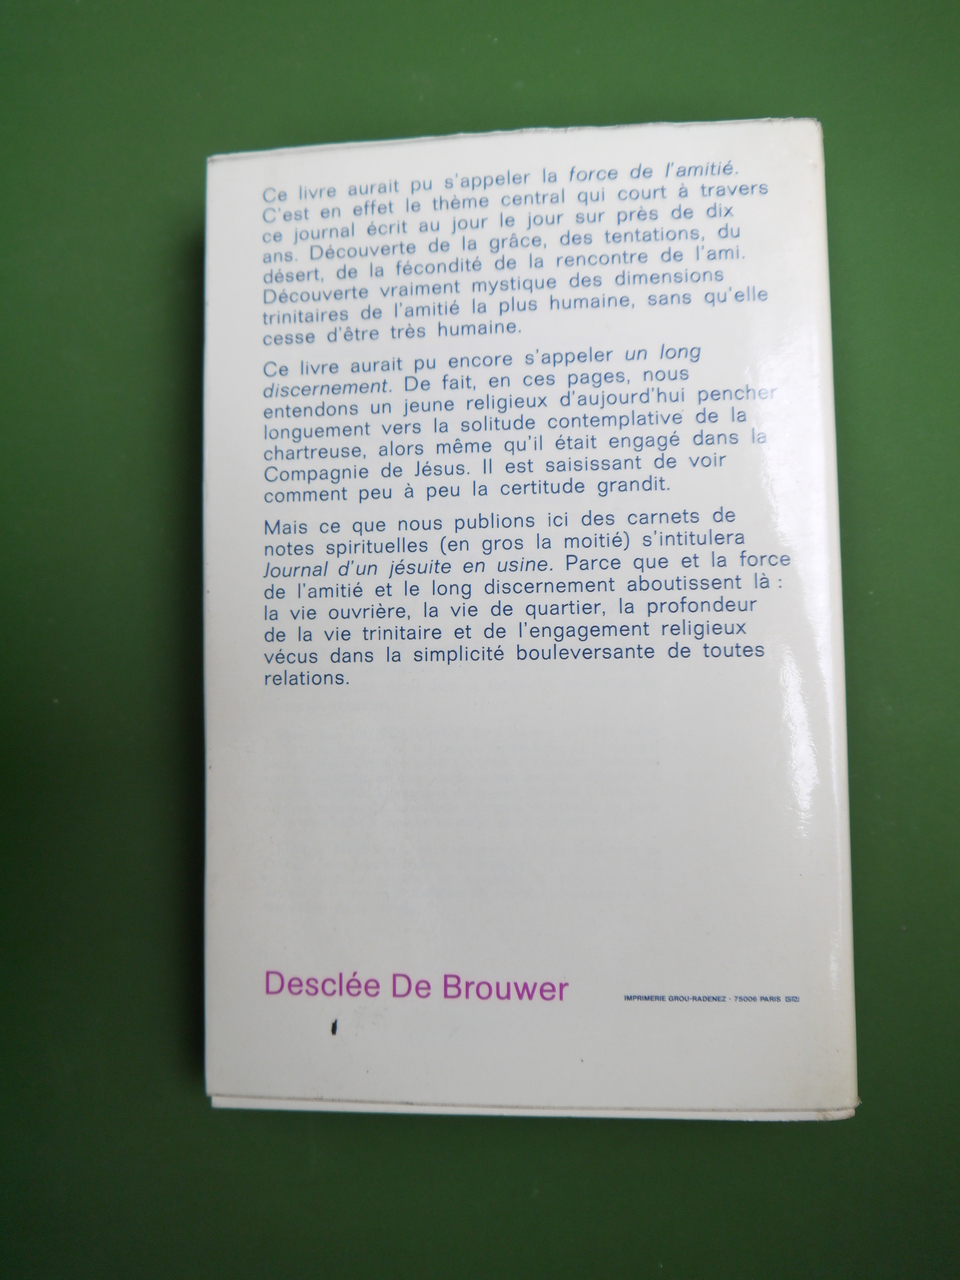 Ce livre aurait pu s'appeler la force de l'amitié.
C'est en effet le thème central qui court à travers
ce journal écrit au jour le jour sur près de dix
ans. Découverte de la grâce, des tentations, du
désert, de la fécondité de la rencontre de l'ami.
Découverte vraiment mystique des dimensions
trinitaires de l'amitié la plus humaine, sans qu'elle
cesse d'être très humaine.
Ce livre aurait pu encore s'appeler un long
discernement. De fait, en ces pages, nous
entendons un jeune religieux d'aujourd'hui pencher
longuement vers la solitude contemplative de la
chartreuse, alors même qu'il était engagé dans la
Compagnie de Jésus. Il est saisissant de voir
comment peu à peu la certitude grandit.
Mais ce que nous publions ici des carnets de
notes spirituelles (en gros la moitié) s'intitulera
Journal d'un jésuite en usine. Parce que et la force
de l'amitié et le long discernement aboutissent là :
la vie ouvrière, la vie de quartier, la profondeur
de la vie trinitaire et de l'engagement religieux
vécus dans la simplicité bouleversante de toutes
relations.
Desclée De Brouwer
IMPRIMERIE GROU-RADENEZ - 75006 PARIS